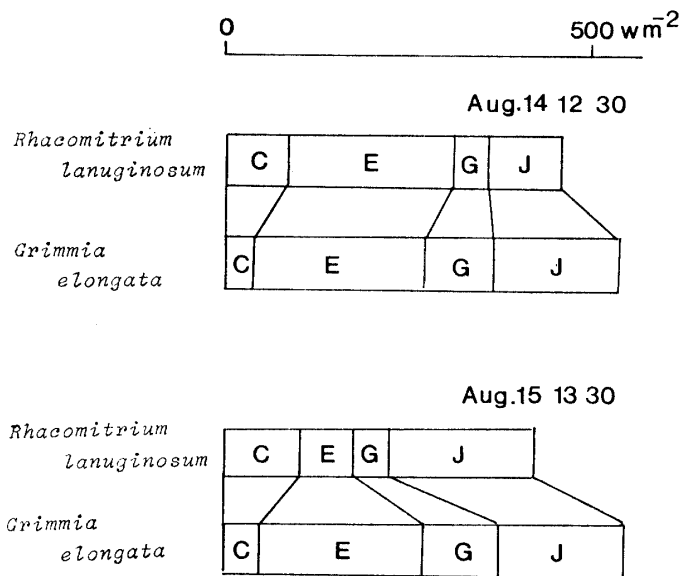 0 500 wm⁻²
Aug.14 12 30
Rhacomitrium
lanuginosum
C E G J
Grimmia
elongata
C E G J
Aug.15 13 30
Rhacomitrium
lanuginosum
C E G J
Grimmia
elongata
C E G J